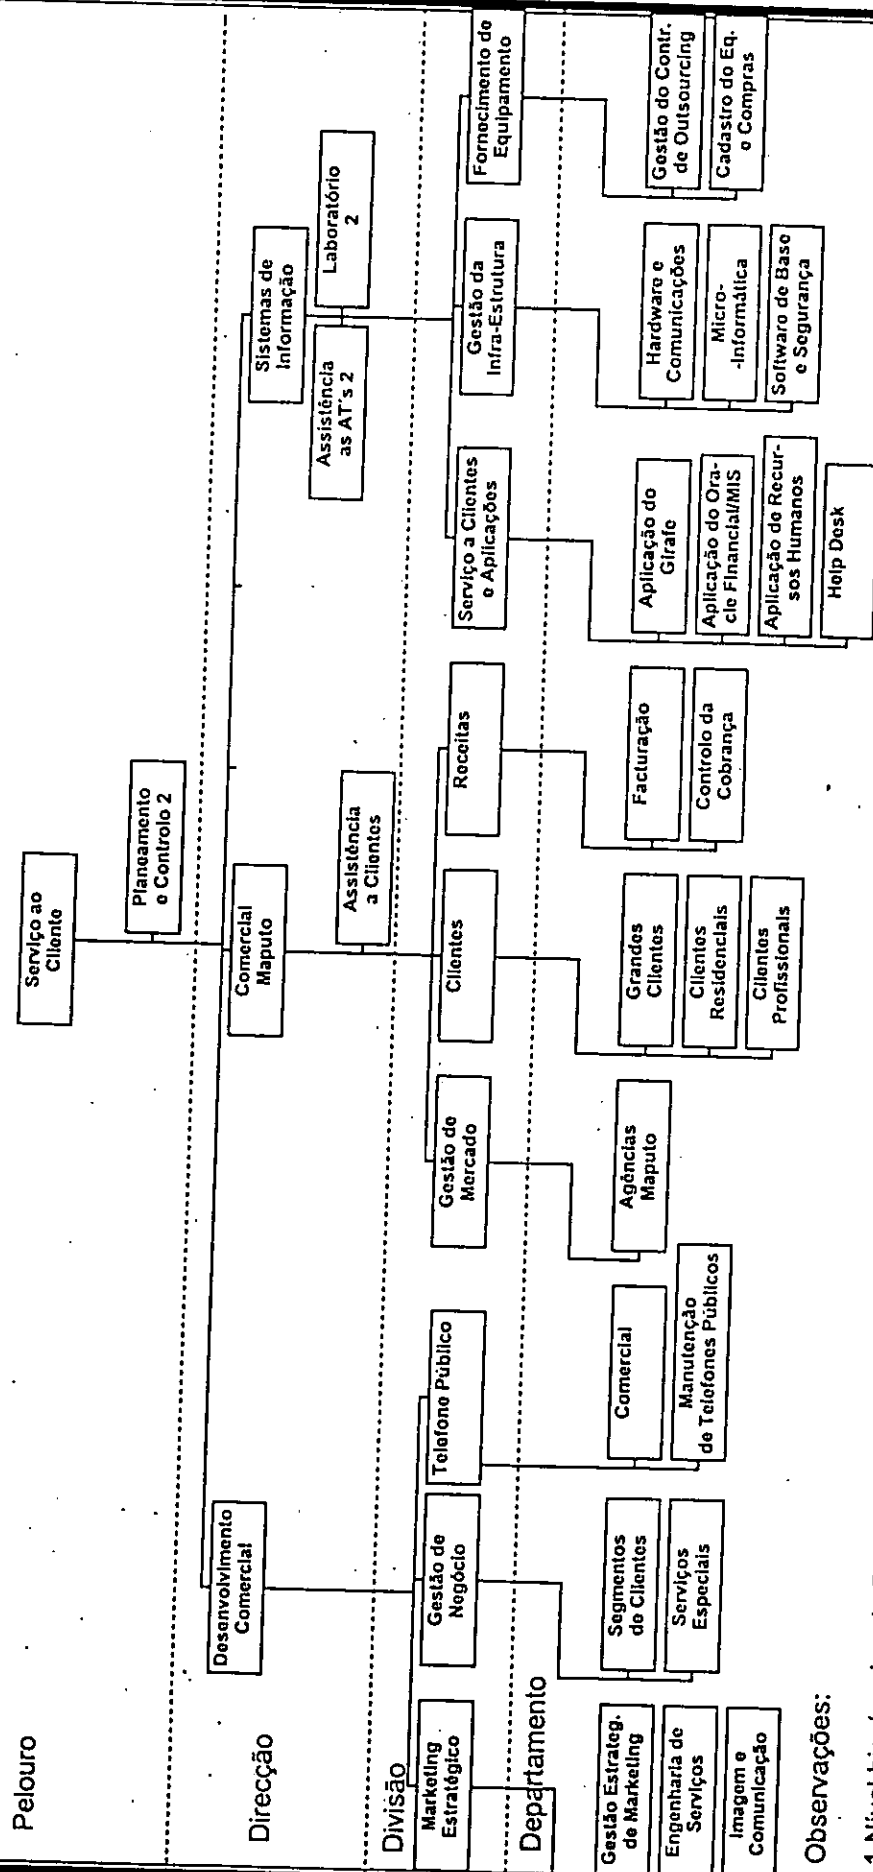 Pelouro
Serviço ao
Cliente
Planeamento
e Controlo 2
Direcção
Desenvolvimento
Comercial
Comercial
Maputo
Sistemas de
Informação
Assistência
a Clientes
Assistência
as AT's 2
Laboratório
2
Divisão
Marketing
Estratégico
Gestão de
Negócio
Telefone Público
Gestão de
Mercado
Clientes
Receitas
Serviço a Clientes
e Aplicações
Gestão da
Infra-Estrutura
Fornecimento de
Equipamento
Departamento
Gestão Estrateg.
de Marketing
Engenharia de
Serviços
Imagem e
Comunicação
Segmentos
de Clientes
Serviços
Especiais
Comercial
Manutenção
de Telefones Públicos
Agências
Maputo
Grandes
Clientes
Clientes
Residenciais
Clientes
Profissionais
Facturação
Controlo da
Cobrança
Aplicação do
Girafe
Aplicação do Ora-
cle Financial/MIS
Aplicação de Recur-
sos Humanos
Help Desk
Hardware e
Comunicações
Micro-
-Informática
Software de Base
e Segurança
Gestão do Contr.
de Outsourcing
Cadastro do Eq.
e Compras
Observações: